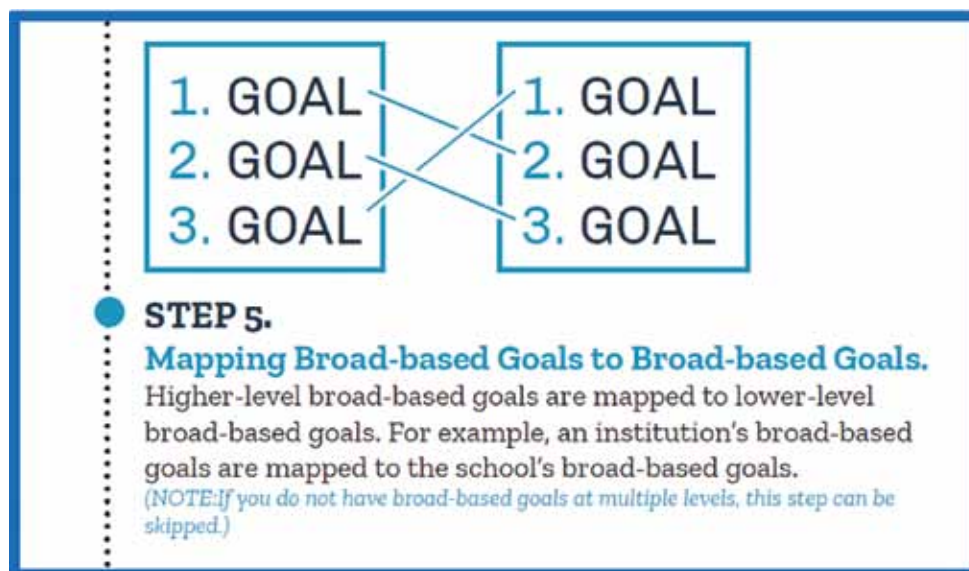 1. GOAL
2. GOAL
3. GOAL
1. GOAL
2. GOAL
3. GOAL
STEP 5.
Mapping Broad-based Goals to Broad-based Goals.
Higher-level broad-based goals are mapped to lower-level
broad-based goals. For example, an institution's broad-based
goals are mapped to the school's broad-based goals.
(NOTE:If you do not have broad-based goals at multiple levels, this step can be
skipped.)